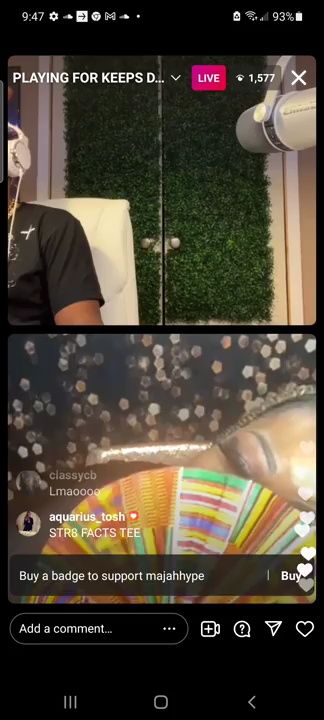 9:47
93%
PLAYING FOR KEEPS D...
LIVE
1,577
classycb
Lmaoooo
aquarius_tosh
STR8 FACTS TEE
Buy a badge to support majahhype
Buy
Add a comment...